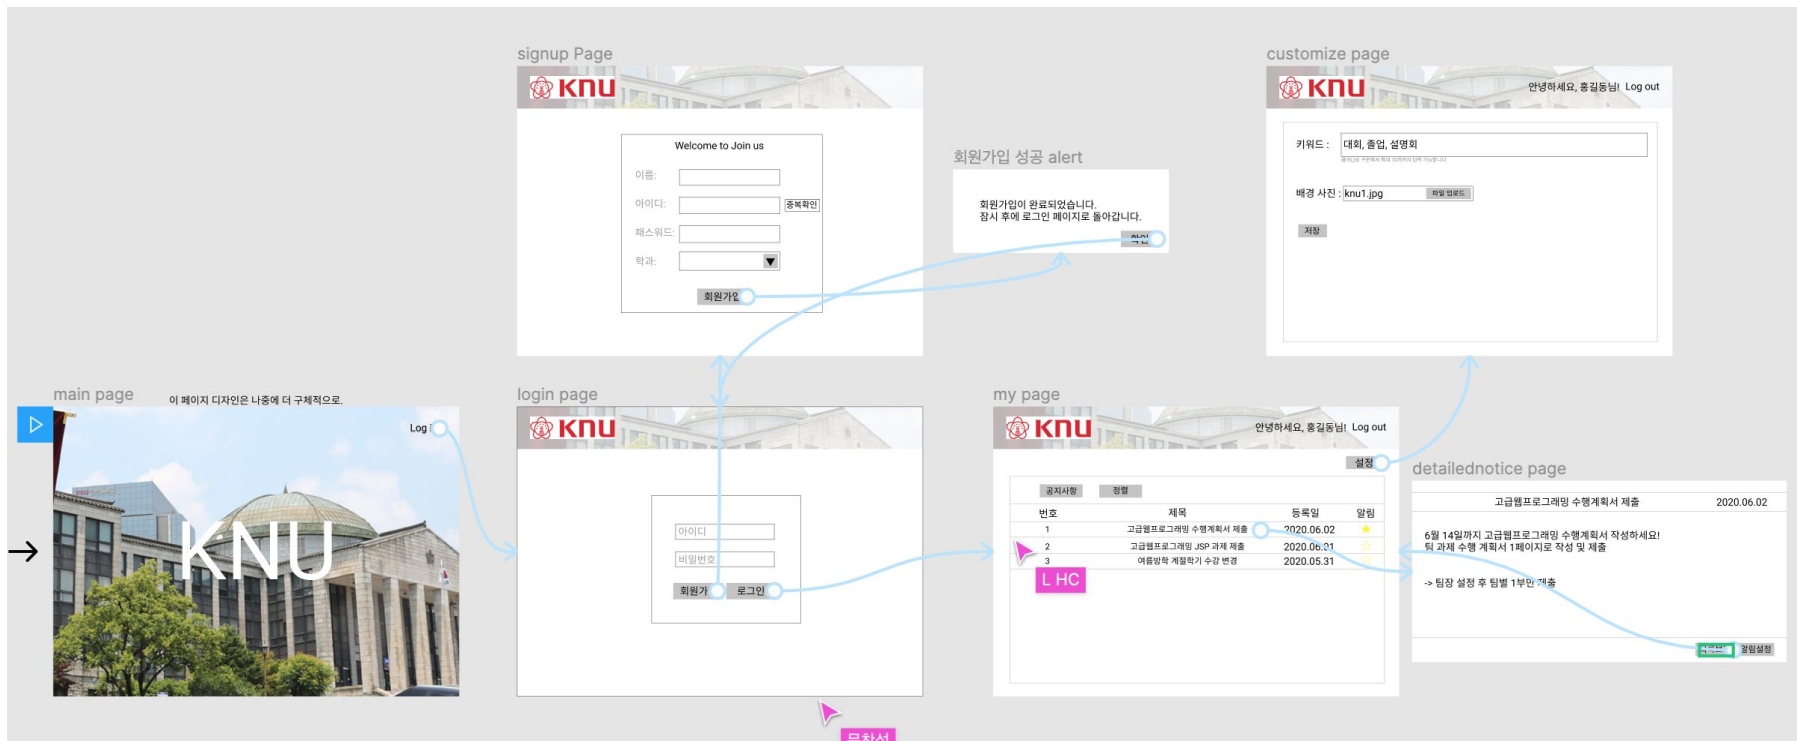 signup Page
KNU
Welcome to Join us
이름:
아이디:
중복확인
패스워드:
학과:
회원가입
회원가입 성공 alert
회원가입이 완료되었습니다.
잠시 후에 로그인 페이지로 돌아갑니다.
확인
customize page
KNU
안녕하세요, 홍길동님! Log out
키워드 : 대회, 졸업, 설명회
배경 사진 : knu1.jpg 파일 업로드
저장
main page
이 페이지 디자인은 나중에 더 구체적으로.
Log
KNU
login page
KNU
아이디
비밀번호
회원가 로그인
my page
KNU
안녕하세요, 홍길동님! Log out
설정
공지사항 정렬
번호 제목 등록일 알림
1 고급웹프로그래밍 수행계획서 제출 2020.06.02 ★
2 고급웹프로그래밍 JSP 과제 제출 2020.06.01 ☆
3 여름방학 계절학기 수강 변경 2020.05.31 ☆
L HC
detailednotice page
고급웹프로그래밍 수행계획서 제출 2020.06.02
6월 14일까지 고급웹프로그래밍 수행계획서 작성하세요!
팀 과제 수행 계획서 1페이지로 작성 및 제출
-> 팀장 설정 후 팀별 1부만 제출
알림설정